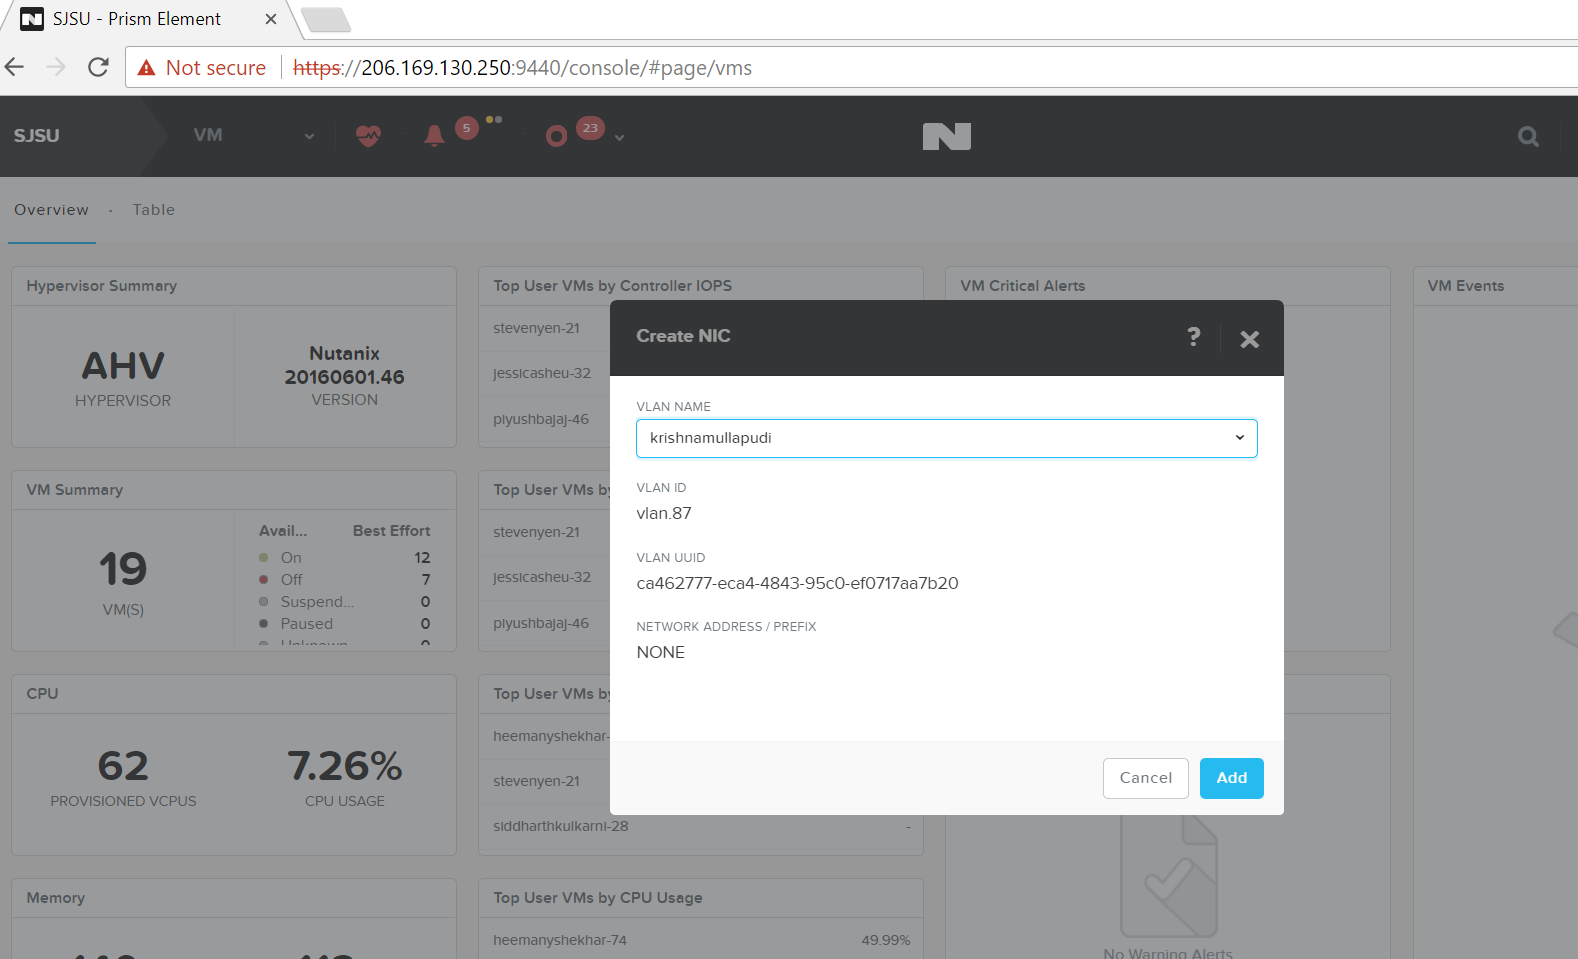 SJSU - Prism Element
Not secure https://206.169.130.250:9440/console/#page/vms
SJSU VM 5 23
Overview · Table
Hypervisor Summary
AHV
HYPERVISOR
Nutanix
20160601.46
VERSION
Top User VMs by Controller IOPS
stevenyen-21
jessicasheu-32
piyushbajaj-46
VM Critical Alerts
VM Events
Create NIC ?
VLAN NAME
krishnamullapudi
VLAN ID
vlan.87
VLAN UUID
ca462777-eca4-4843-95c0-ef0717aa7b20
NETWORK ADDRESS / PREFIX
NONE
Cancel Add
VM Summary
19
VM(S)
Avail... Best Effort
On 12
Off 7
Suspend... 0
Paused 0
Unknown 0
Top User VMs by
stevenyen-21
jessicasheu-32
piyushbajaj-46
CPU
62
PROVISIONED VCPUS
7.26%
CPU USAGE
Top User VMs by
heemanyshekhar-
stevenyen-21
siddharthkulkarni-28 -
Memory
Top User VMs by CPU Usage
heemanyshekhar-74 49.99%
No Warning Alerts